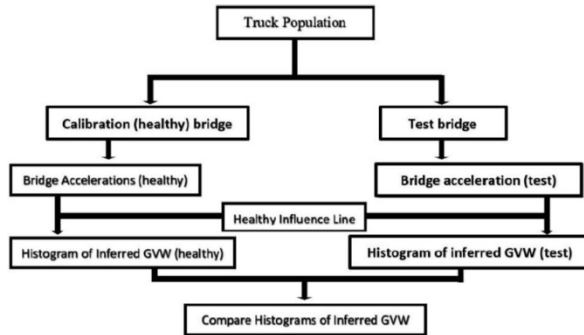 Truck Population
Calibration (healthy) bridge
Test bridge
Bridge Accelerations (healthy)
Bridge acceleration (test)
Healthy Influence Line
Histogram of Inferred GVW (healthy)
Histogram of inferred GVW (test)
Compare Histograms of Inferred GVW